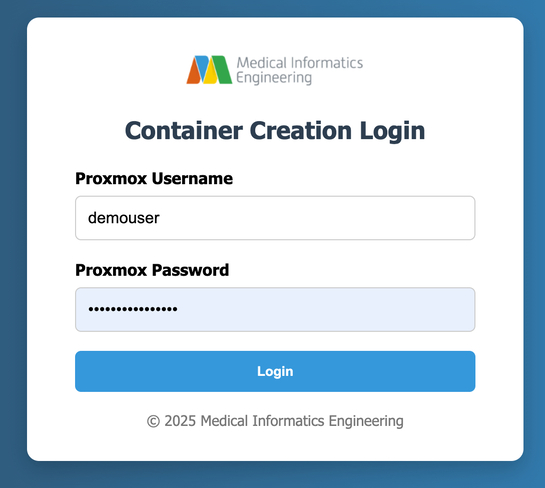 Medical Informatics
Engineering
Container Creation Login
Proxmox Username
demouser
Proxmox Password
••••••••••••••••
Login
© 2025 Medical Informatics Engineering